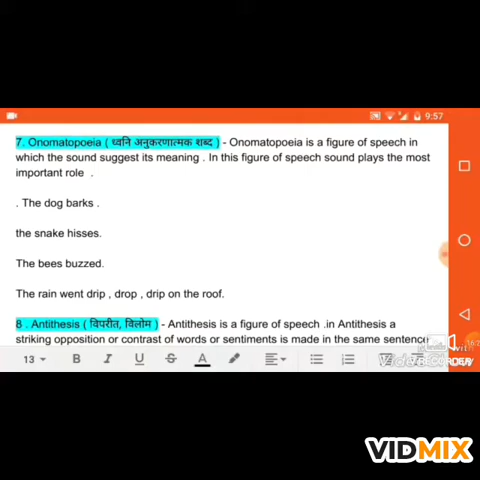 9:57
7. Onomatopoeia ( ध्वनि अनुकरणात्मक शब्द ) - Onomatopoeia is a figure of speech in
which the sound suggest its meaning . In this figure of speech sound plays the most
important role .
. The dog barks .
the snake hisses.
The bees buzzed.
The rain went drip , drop , drip on the roof.
8 . Antithesis ( विपरीत, विलोम ) - Antithesis is a figure of speech .in Antithesis a
striking opposition or contrast of words or sentiments is made in the same sentence
13
B I U S A
VIDMIX